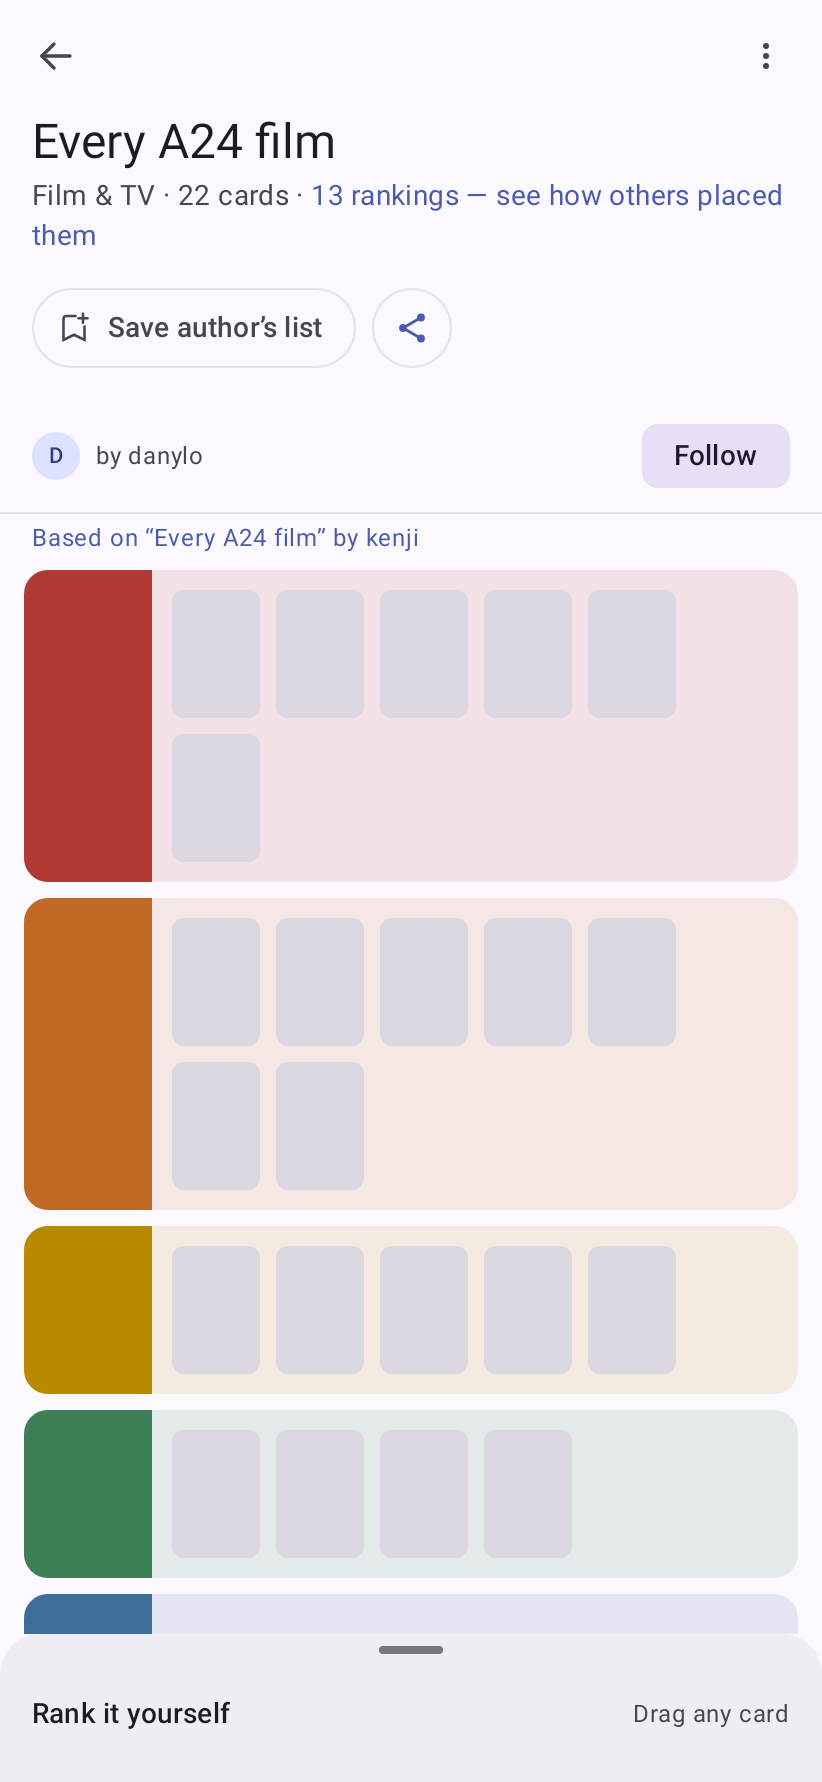 Every A24 film
Film & TV · 22 cards · 13 rankings — see how others placed
them
Save author’s list
D
by danylo
Follow
Based on “Every A24 film” by kenji
Rank it yourself
Drag any card